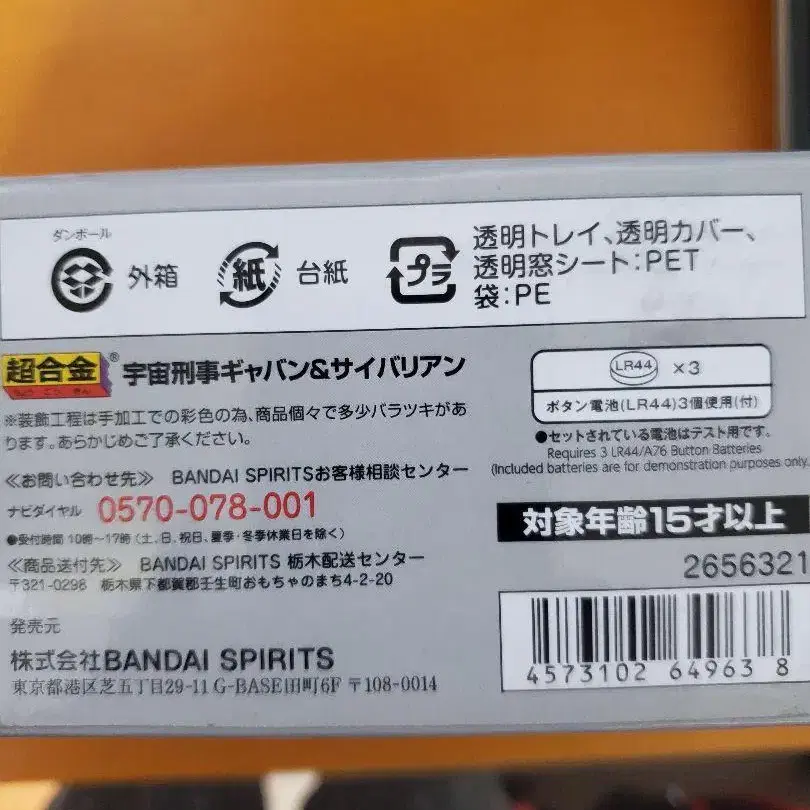 ダンボール
外箱
紙
台紙
プラ
透明トレイ、透明カバー、
透明窓シート:PET
袋:PE
超合金® 宇宙刑事ギャバン&サイバリアン
ちょう ごう きん
※装飾工程は手加工での彩色の為、商品個々で多少バラツキがあ
ります。あらかじめご了承ください。
≪お問い合わせ先≫ BANDAI SPIRITSお客様相談センター
ナビダイヤル 0570-078-001
●受付時間 10時~17時(土、日、祝日、夏季・冬季休業日を除く)
≪商品送付先≫ BANDAI SPIRITS 栃木配送センター
〒321-0298 栃木県下都賀郡壬生町おもちゃのまち4-2-20
発売元
株式会社BANDAI SPIRITS
東京都港区芝五丁目29-11 G-BASE田町6F 〒108-0014
LR44 ×3
ボタン電池(LR44)3個使用(付)
●セットされている電池はテスト用です。
Requires 3 LR44/A76 Button Batteries
(Included batteries are for demonstration purposes only.
対象年齢15才以上
2656321
4573102 64963 8